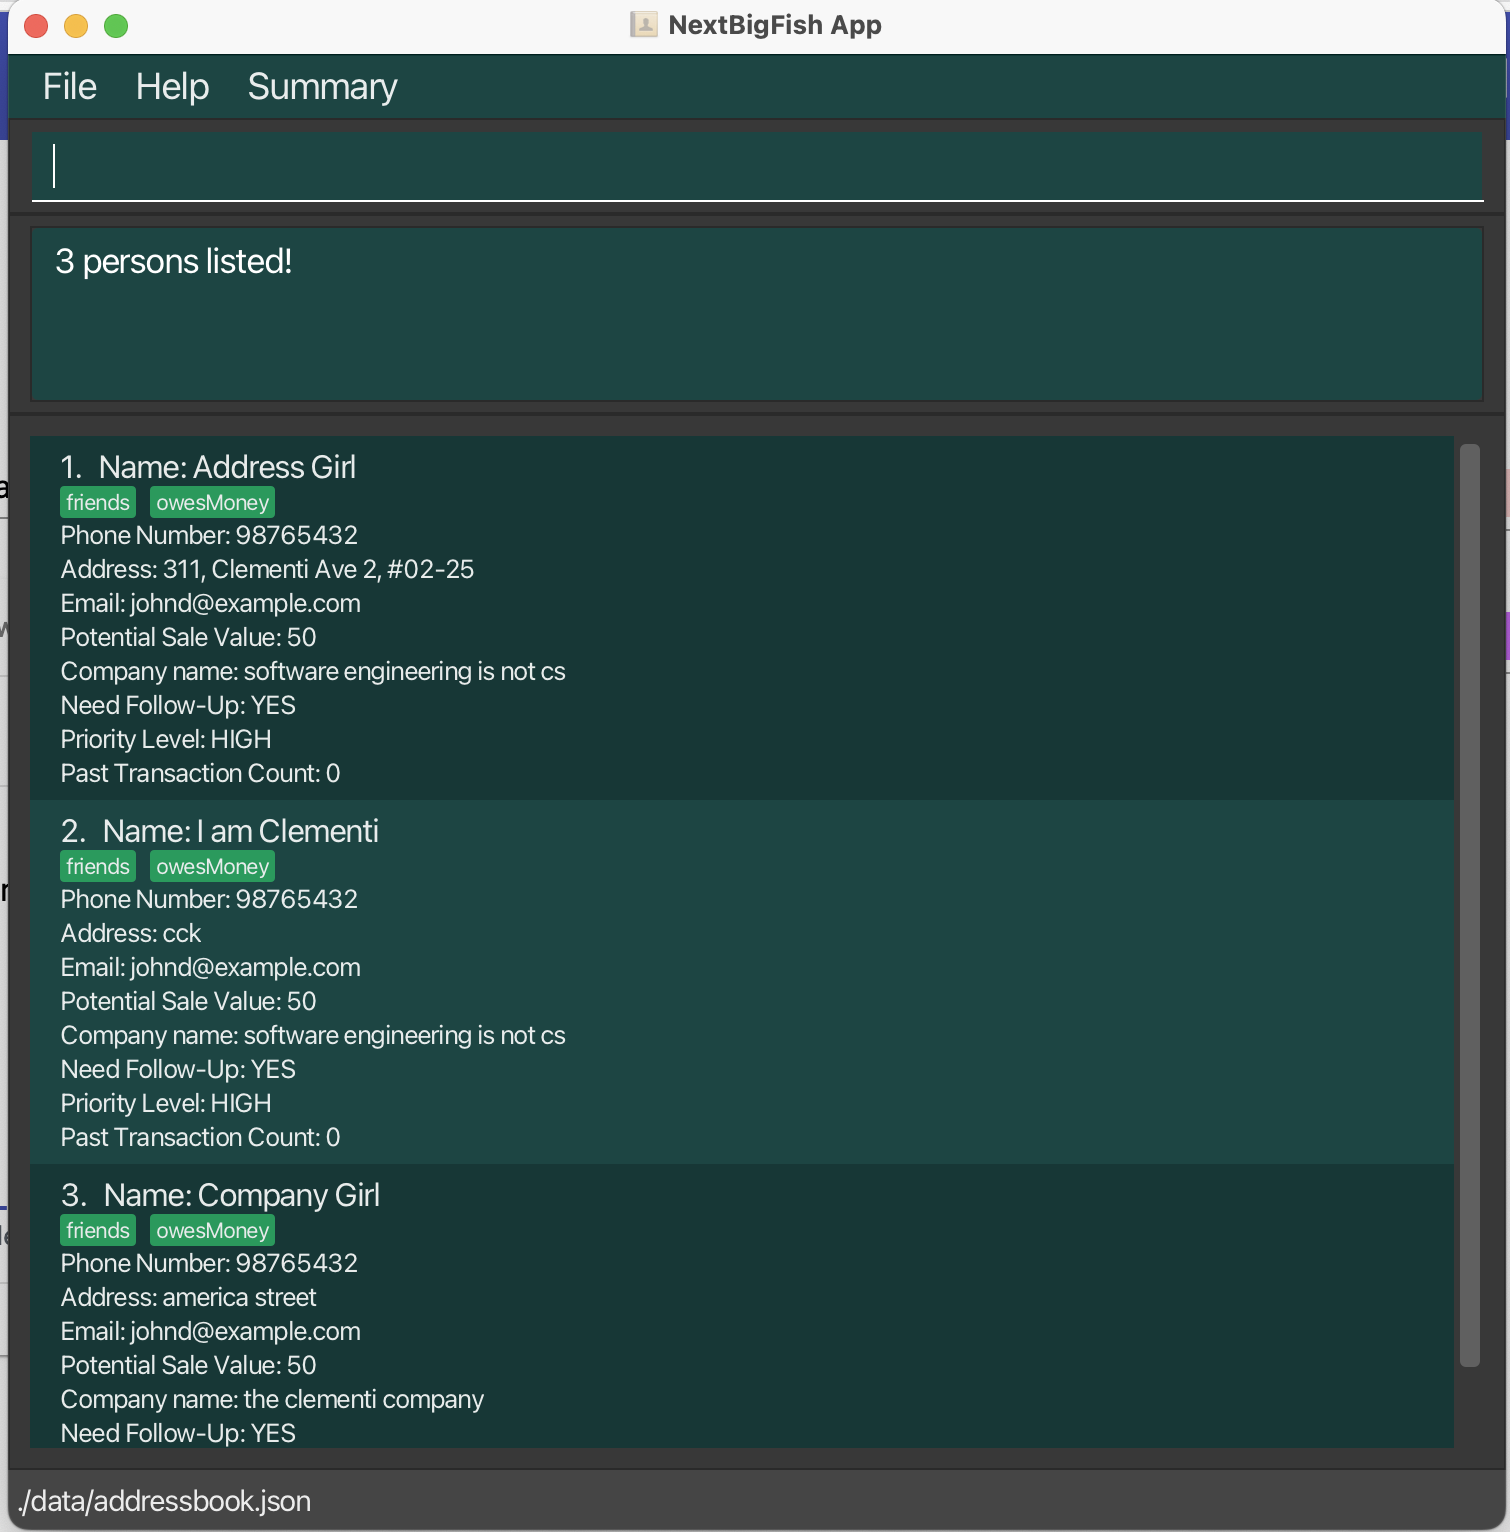 NextBigFish App
File Help Summary
3 persons listed!
1. Name: Address Girl
friends owesMoney
Phone Number: 98765432
Address: 311, Clementi Ave 2, #02-25
Email: johnd@example.com
Potential Sale Value: 50
Company name: software engineering is not cs
Need Follow-Up: YES
Priority Level: HIGH
Past Transaction Count: 0
2. Name: I am Clementi
friends owesMoney
Phone Number: 98765432
Address: cck
Email: johnd@example.com
Potential Sale Value: 50
Company name: software engineering is not cs
Need Follow-Up: YES
Priority Level: HIGH
Past Transaction Count: 0
3. Name: Company Girl
friends owesMoney
Phone Number: 98765432
Address: america street
Email: johnd@example.com
Potential Sale Value: 50
Company name: the clementi company
Need Follow-Up: YES
./data/addressbook.json